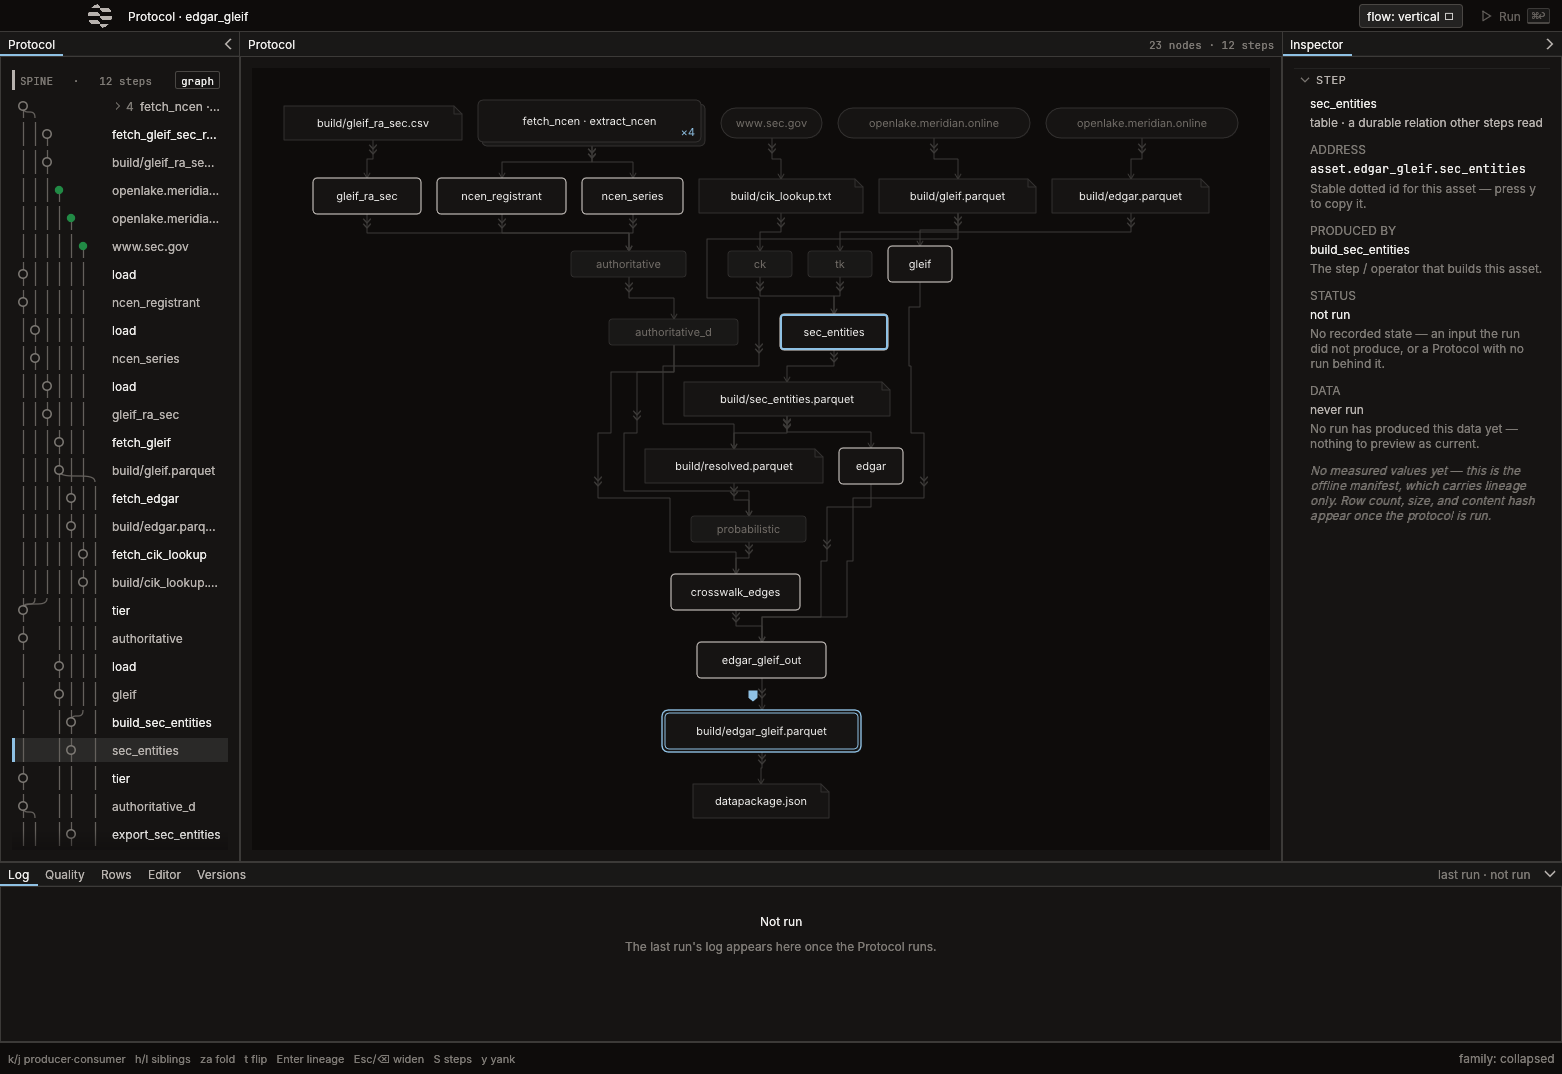 Protocol · edgar_gleif
flow: vertical
Run
Protocol
Protocol
23 nodes · 12 steps
Inspector
SPINE · 12 steps graph
4 fetch_ncen ·...
fetch_gleif_sec_r...
build/gleif_ra_se...
openlake.meridia...
openlake.meridia...
www.sec.gov
load
ncen_registrant
load
ncen_series
load
gleif_ra_sec
fetch_gleif
build/gleif.parquet
fetch_edgar
build/edgar.parq...
fetch_cik_lookup
build/cik_lookup....
tier
authoritative
load
gleif
build_sec_entities
sec_entities
tier
authoritative_d
export_sec_entities
build/gleif_ra_sec.csv
fetch_ncen · extract_ncen
×4
www.sec.gov
openlake.meridian.online
openlake.meridian.online
gleif_ra_sec
ncen_registrant
ncen_series
build/cik_lookup.txt
build/gleif.parquet
build/edgar.parquet
authoritative
ck
tk
gleif
authoritative_d
sec_entities
build/sec_entities.parquet
build/resolved.parquet
edgar
probabilistic
crosswalk_edges
edgar_gleif_out
build/edgar_gleif.parquet
datapackage.json
STEP
sec_entities
table · a durable relation other steps read
ADDRESS
asset.edgar_gleif.sec_entities
Stable dotted id for this asset — press y
to copy it.
PRODUCED BY
build_sec_entities
The step / operator that builds this asset.
STATUS
not run
No recorded state — an input the run
did not produce, or a Protocol with no
run behind it.
DATA
never run
No run has produced this data yet —
nothing to preview as current.
No measured values yet — this is the
offline manifest, which carries lineage
only. Row count, size, and content hash
appear once the protocol is run.
Log Quality Rows Editor Versions
last run · not run
Not run
The last run's log appears here once the Protocol runs.
k/j producer·consumer h/l siblings za fold t flip Enter lineage Esc/⌫ widen S steps y yank
family: collapsed